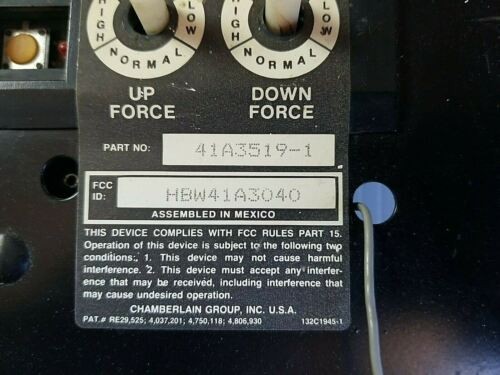 HIGH LOW HIGH LOW
NORMAL NORMAL
UP DOWN
FORCE FORCE
PART NO: 41A3519-1
FCC ID: HBW41A3040
ASSEMBLED IN MEXICO
THIS DEVICE COMPLIES WITH FCC RULES PART 15.
Operation of this device is subject to the following two
conditions: 1. This device may not cause harmful
interference. 2. This device must accept any interfer-
ence that may be received, including interference that
may cause undesired operation.
CHAMBERLAIN GROUP, INC. U.S.A.
PAT.# RE29,525; 4,037,201; 4,750,118; 4,806,930 132C1945-1